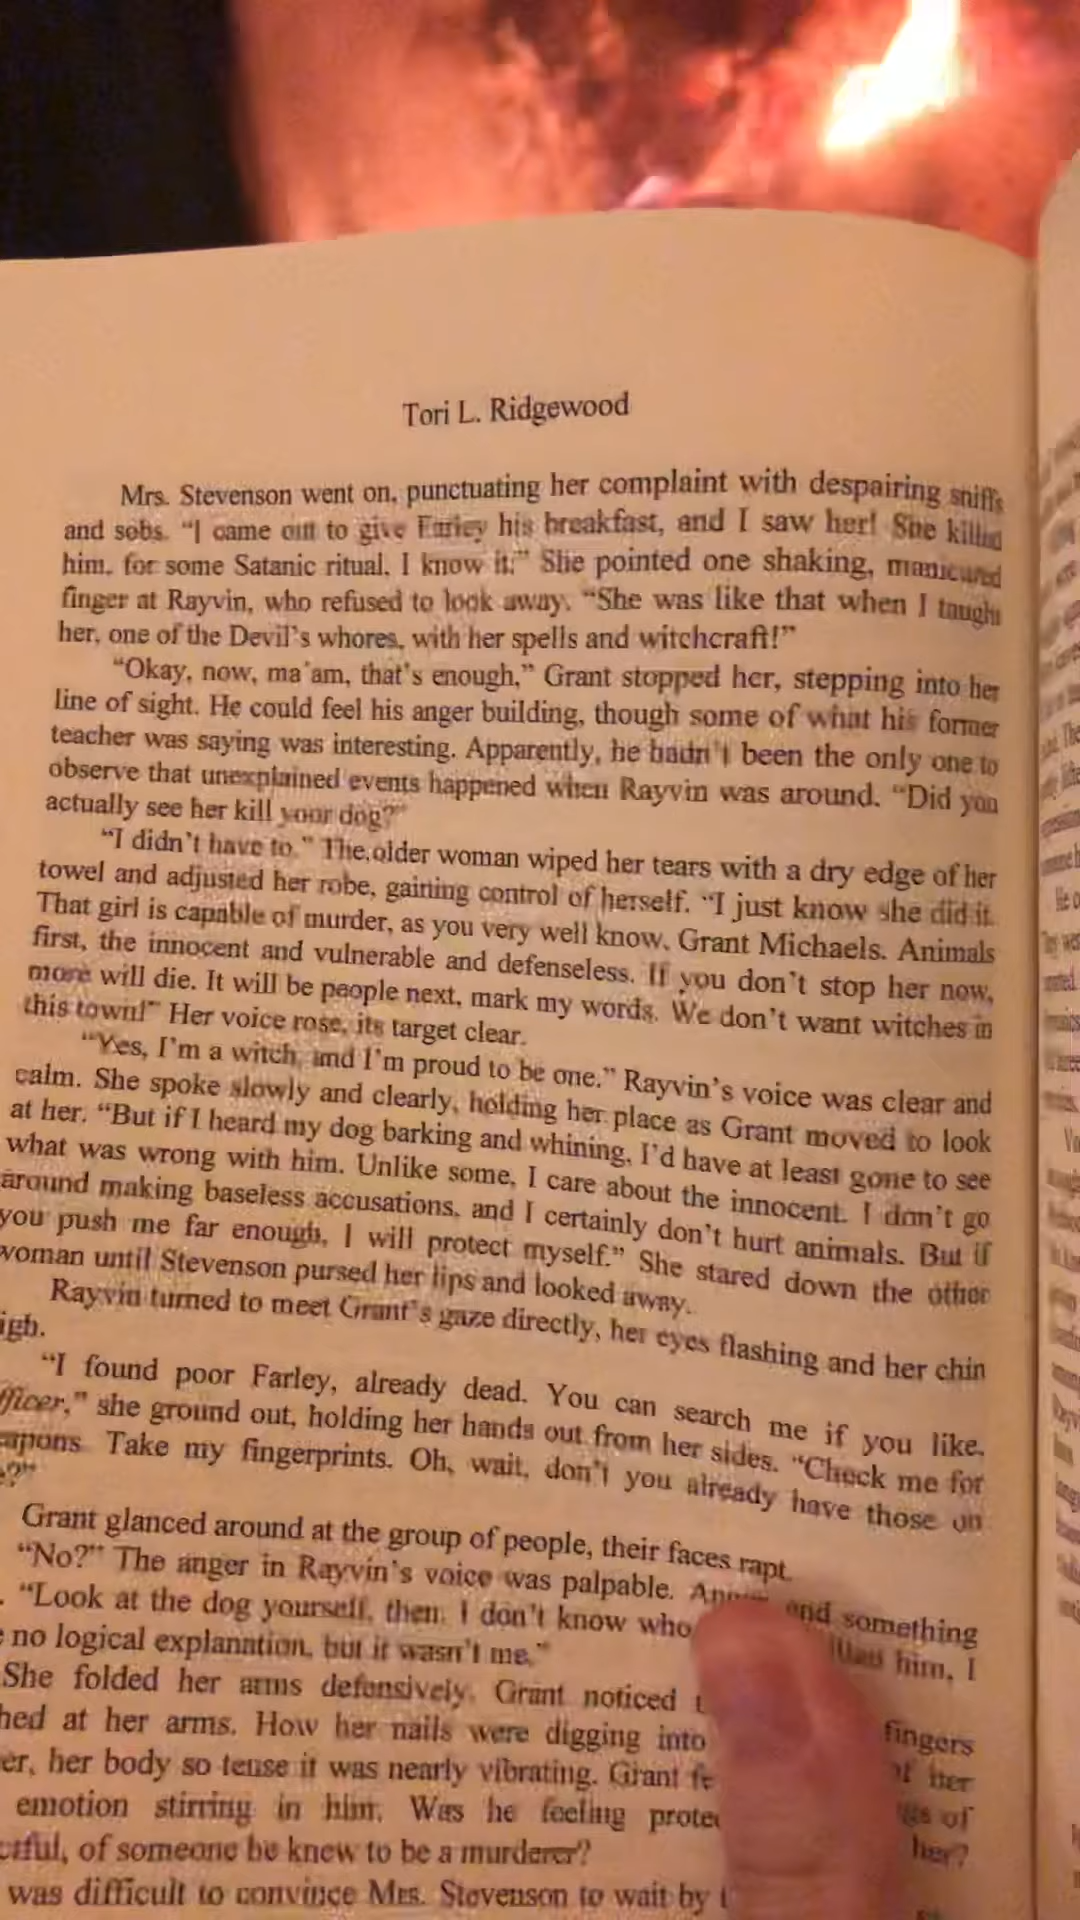 Tori L. Ridgewood
Mrs. Stevenson went on, punctuating her complaint with despairing sniffs
and sobs. “I came out to give Farley his breakfast, and I saw her! She killed
him, for some Satanic ritual, I know it.” She pointed one shaking, manicured
finger at Rayvin, who refused to look away. “She was like that when I taught
her, one of the Devil’s whores, with her spells and witchcraft!”
“Okay, now, ma’am, that’s enough,” Grant stopped her, stepping into her
line of sight. He could feel his anger building, though some of what his former
teacher was saying was interesting. Apparently, he hadn’t been the only one to
observe that unexplained events happened when Rayvin was around. “Did you
actually see her kill your dog?”
“I didn’t have to.” The older woman wiped her tears with a dry edge of her
towel and adjusted her robe, gaining control of herself. “I just know she did it.
That girl is capable of murder, as you very well know, Grant Michaels. Animals
first, the innocent and vulnerable and defenseless. If you don’t stop her now,
more will die. It will be people next, mark my words. We don’t want witches in
this town!” Her voice rose, its target clear.
“Yes, I’m a witch, and I’m proud to be one.” Rayvin’s voice was clear and
calm. She spoke slowly and clearly, holding her place as Grant moved to look
at her. “But if I heard my dog barking and whining, I’d have at least gone to see
what was wrong with him. Unlike some, I care about the innocent. I don’t go
around making baseless accusations, and I certainly don’t hurt animals. But if
you push me far enough, I will protect myself.” She stared down the other
woman until Stevenson pursed her lips and looked away.
Rayvin turned to meet Grant’s gaze directly, her eyes flashing and her chin
igh.
“I found poor Farley, already dead. You can search me if you like,
fficer,” she ground out, holding her hands out from her sides. “Check me for
eapons. Take my fingerprints. Oh, wait, don’t you already have those on
e?”
Grant glanced around at the group of people, their faces rapt.
“No?” The anger in Rayvin’s voice was palpable. and something
. “Look at the dog yourself, then. I don’t know who him, I
no logical explanation, but it wasn’t me.”
She folded her arms defensively. Grant noticed fingers
hed at her arms. How her nails were digging into of her
er, her body so tense it was nearly vibrating. Grant
emotion stirring in him. Was he feeling of
of someone he knew to be a murderer? her?
was difficult to convince Mrs. Stevenson to wait by